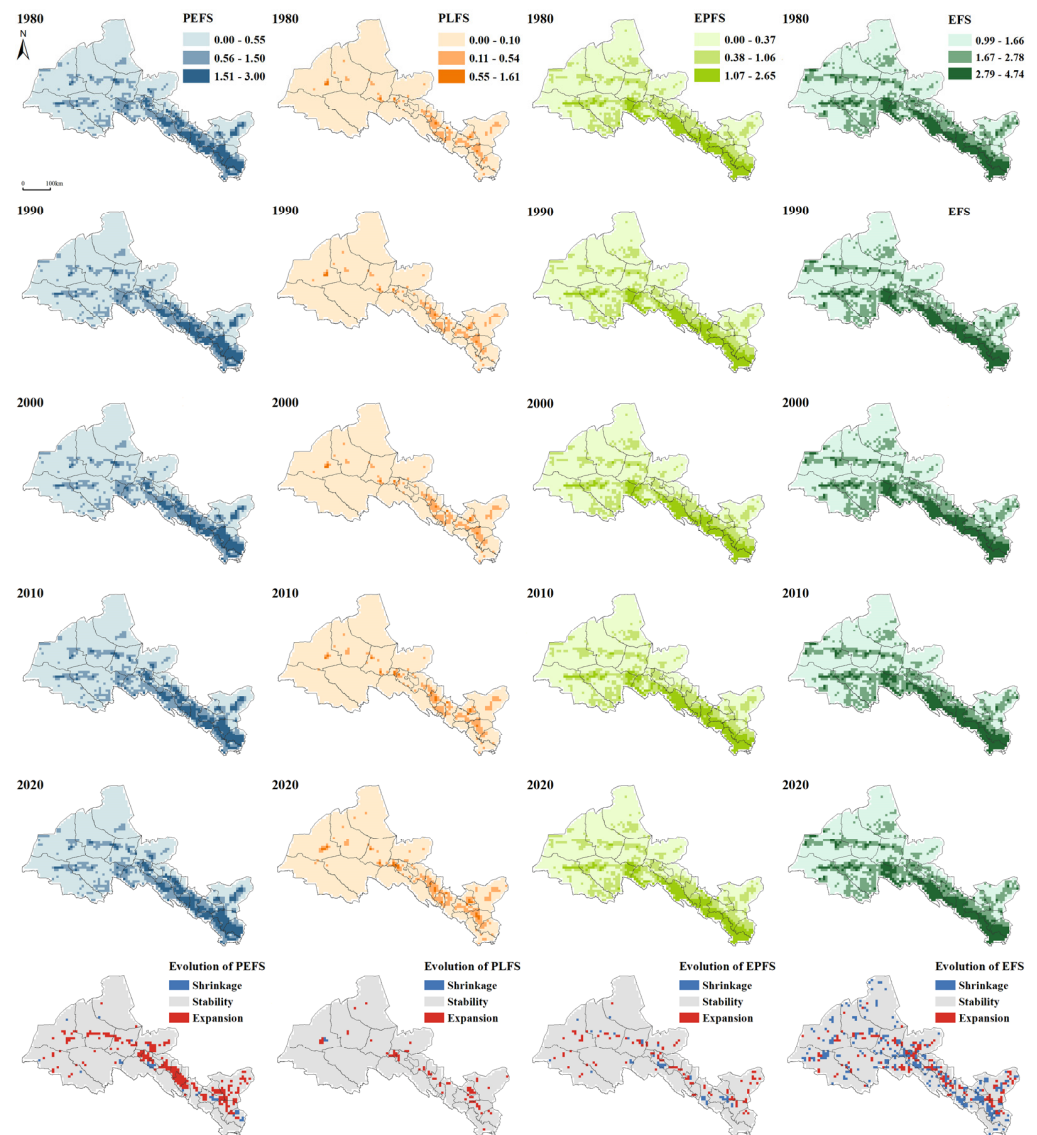 1980
PEFS
0.00 - 0.55
0.56 - 1.50
1.51 - 3.00
N
0 100km
1980
PLFS
0.00 - 0.10
0.11 - 0.54
0.55 - 1.61
1980
EPFS
0.00 - 0.37
0.38 - 1.06
1.07 - 2.65
1980
EFS
0.99 - 1.66
1.67 - 2.78
2.79 - 4.74
1990
1990
1990
1990
EFS
2000
2000
2000
2000
2010
2010
2010
2010
2020
2020
2020
2020
Evolution of PEFS
Shrinkage
Stability
Expansion
Evolution of PLFS
Shrinkage
Stability
Expansion
Evolution of EPFS
Shrinkage
Stability
Expansion
Evolution of EFS
Shrinkage
Stability
Expansion